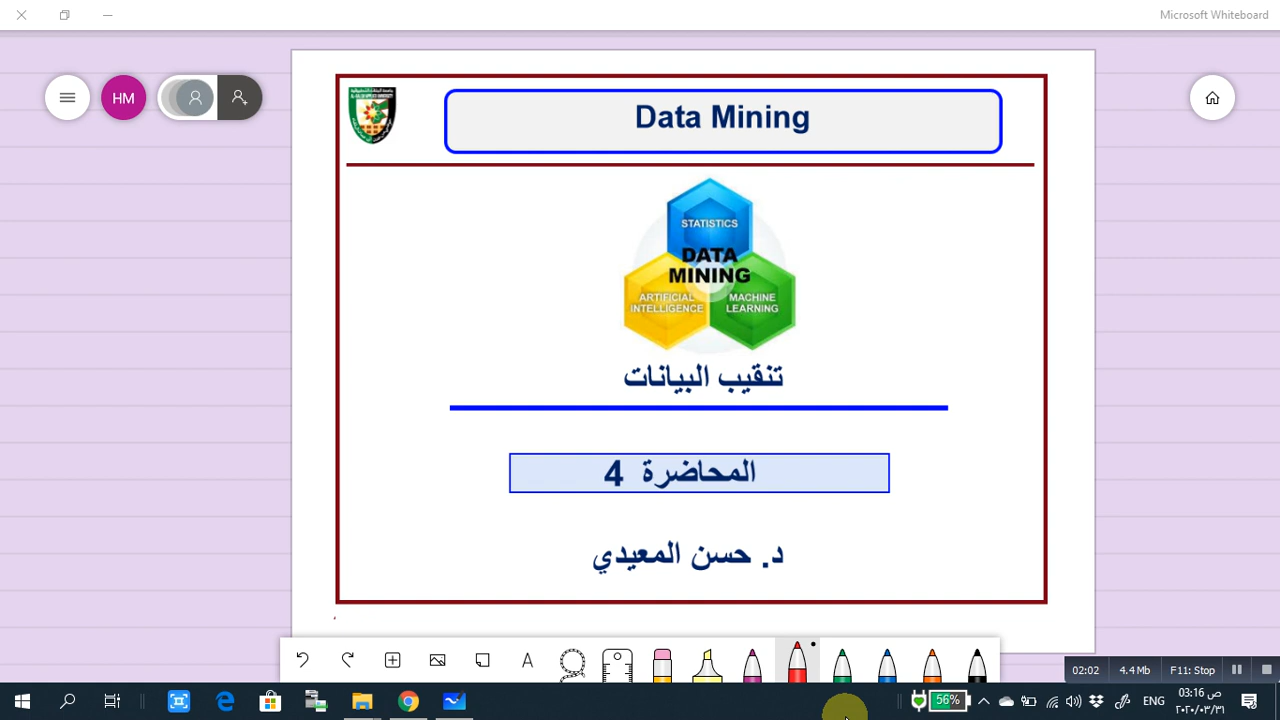 Microsoft Whiteboard
HM
Data Mining
STATISTICS
DATA
MINING
ARTIFICIAL
INTELLIGENCE
MACHINE
LEARNING
تنقيب البيانات
المحاضرة 4
د. حسن المعيدي
A
02:02
4.4 Mb
F11: Stop
56%
ENG
03:16 ص
٢٠٢٠/٠٣/٣١